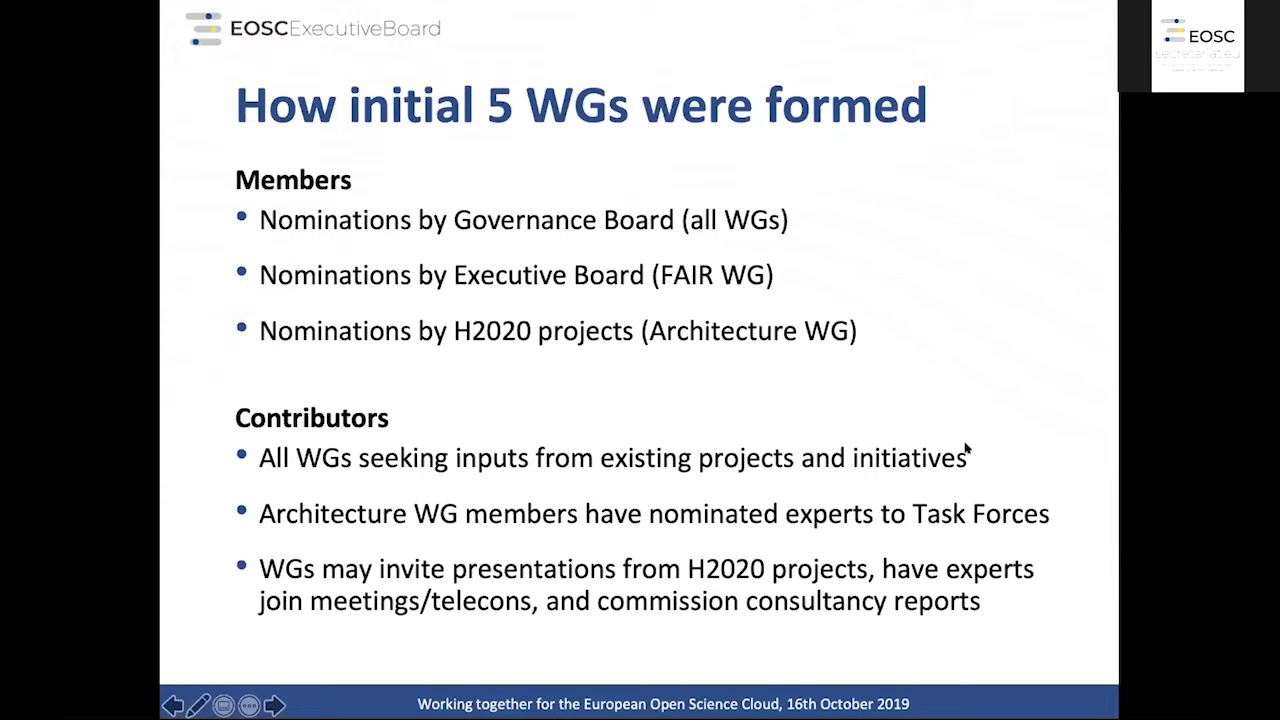 EOSCExecutiveBoard
EOSC
secretariat.eu
How initial 5 WGs were formed
Members
• Nominations by Governance Board (all WGs)
• Nominations by Executive Board (FAIR WG)
• Nominations by H2020 projects (Architecture WG)
Contributors
• All WGs seeking inputs from existing projects and initiatives
• Architecture WG members have nominated experts to Task Forces
• WGs may invite presentations from H2020 projects, have experts
join meetings/telecons, and commission consultancy reports
Working together for the European Open Science Cloud, 16th October 2019